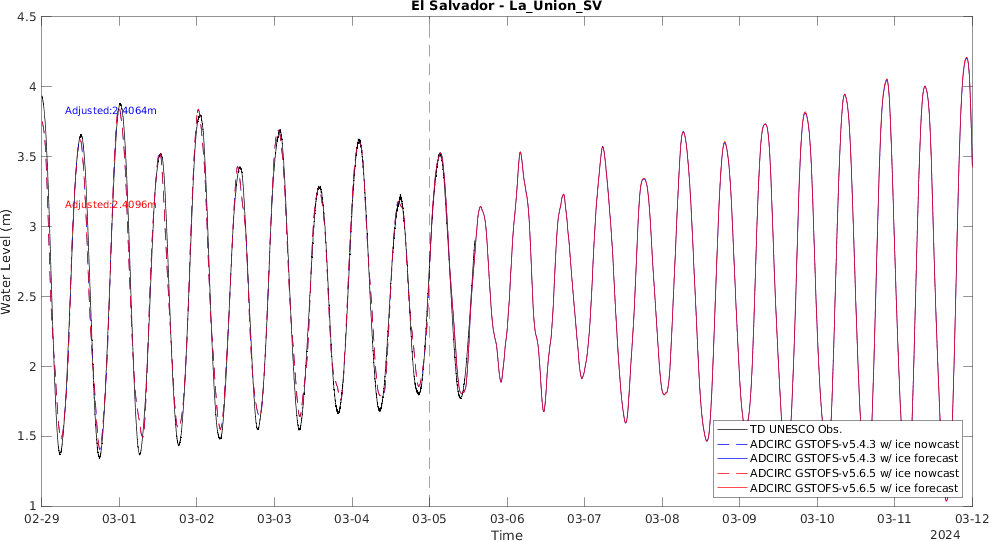 El Salvador - La_Union_SV
4.5
4
3.5
3
2.5
2
1.5
1
Water Level (m)
Adjusted:2.4064m
Adjusted:2.4096m
TD UNESCO Obs.
ADCIRC GSTOFS-v5.4.3 w/ ice nowcast
ADCIRC GSTOFS-v5.4.3 w/ ice forecast
ADCIRC GSTOFS-v5.6.5 w/ ice nowcast
ADCIRC GSTOFS-v5.6.5 w/ ice forecast
02-29 03-01 03-02 03-03 03-04 03-05 03-06 03-07 03-08 03-09 03-10 03-11 03-12
Time
2024